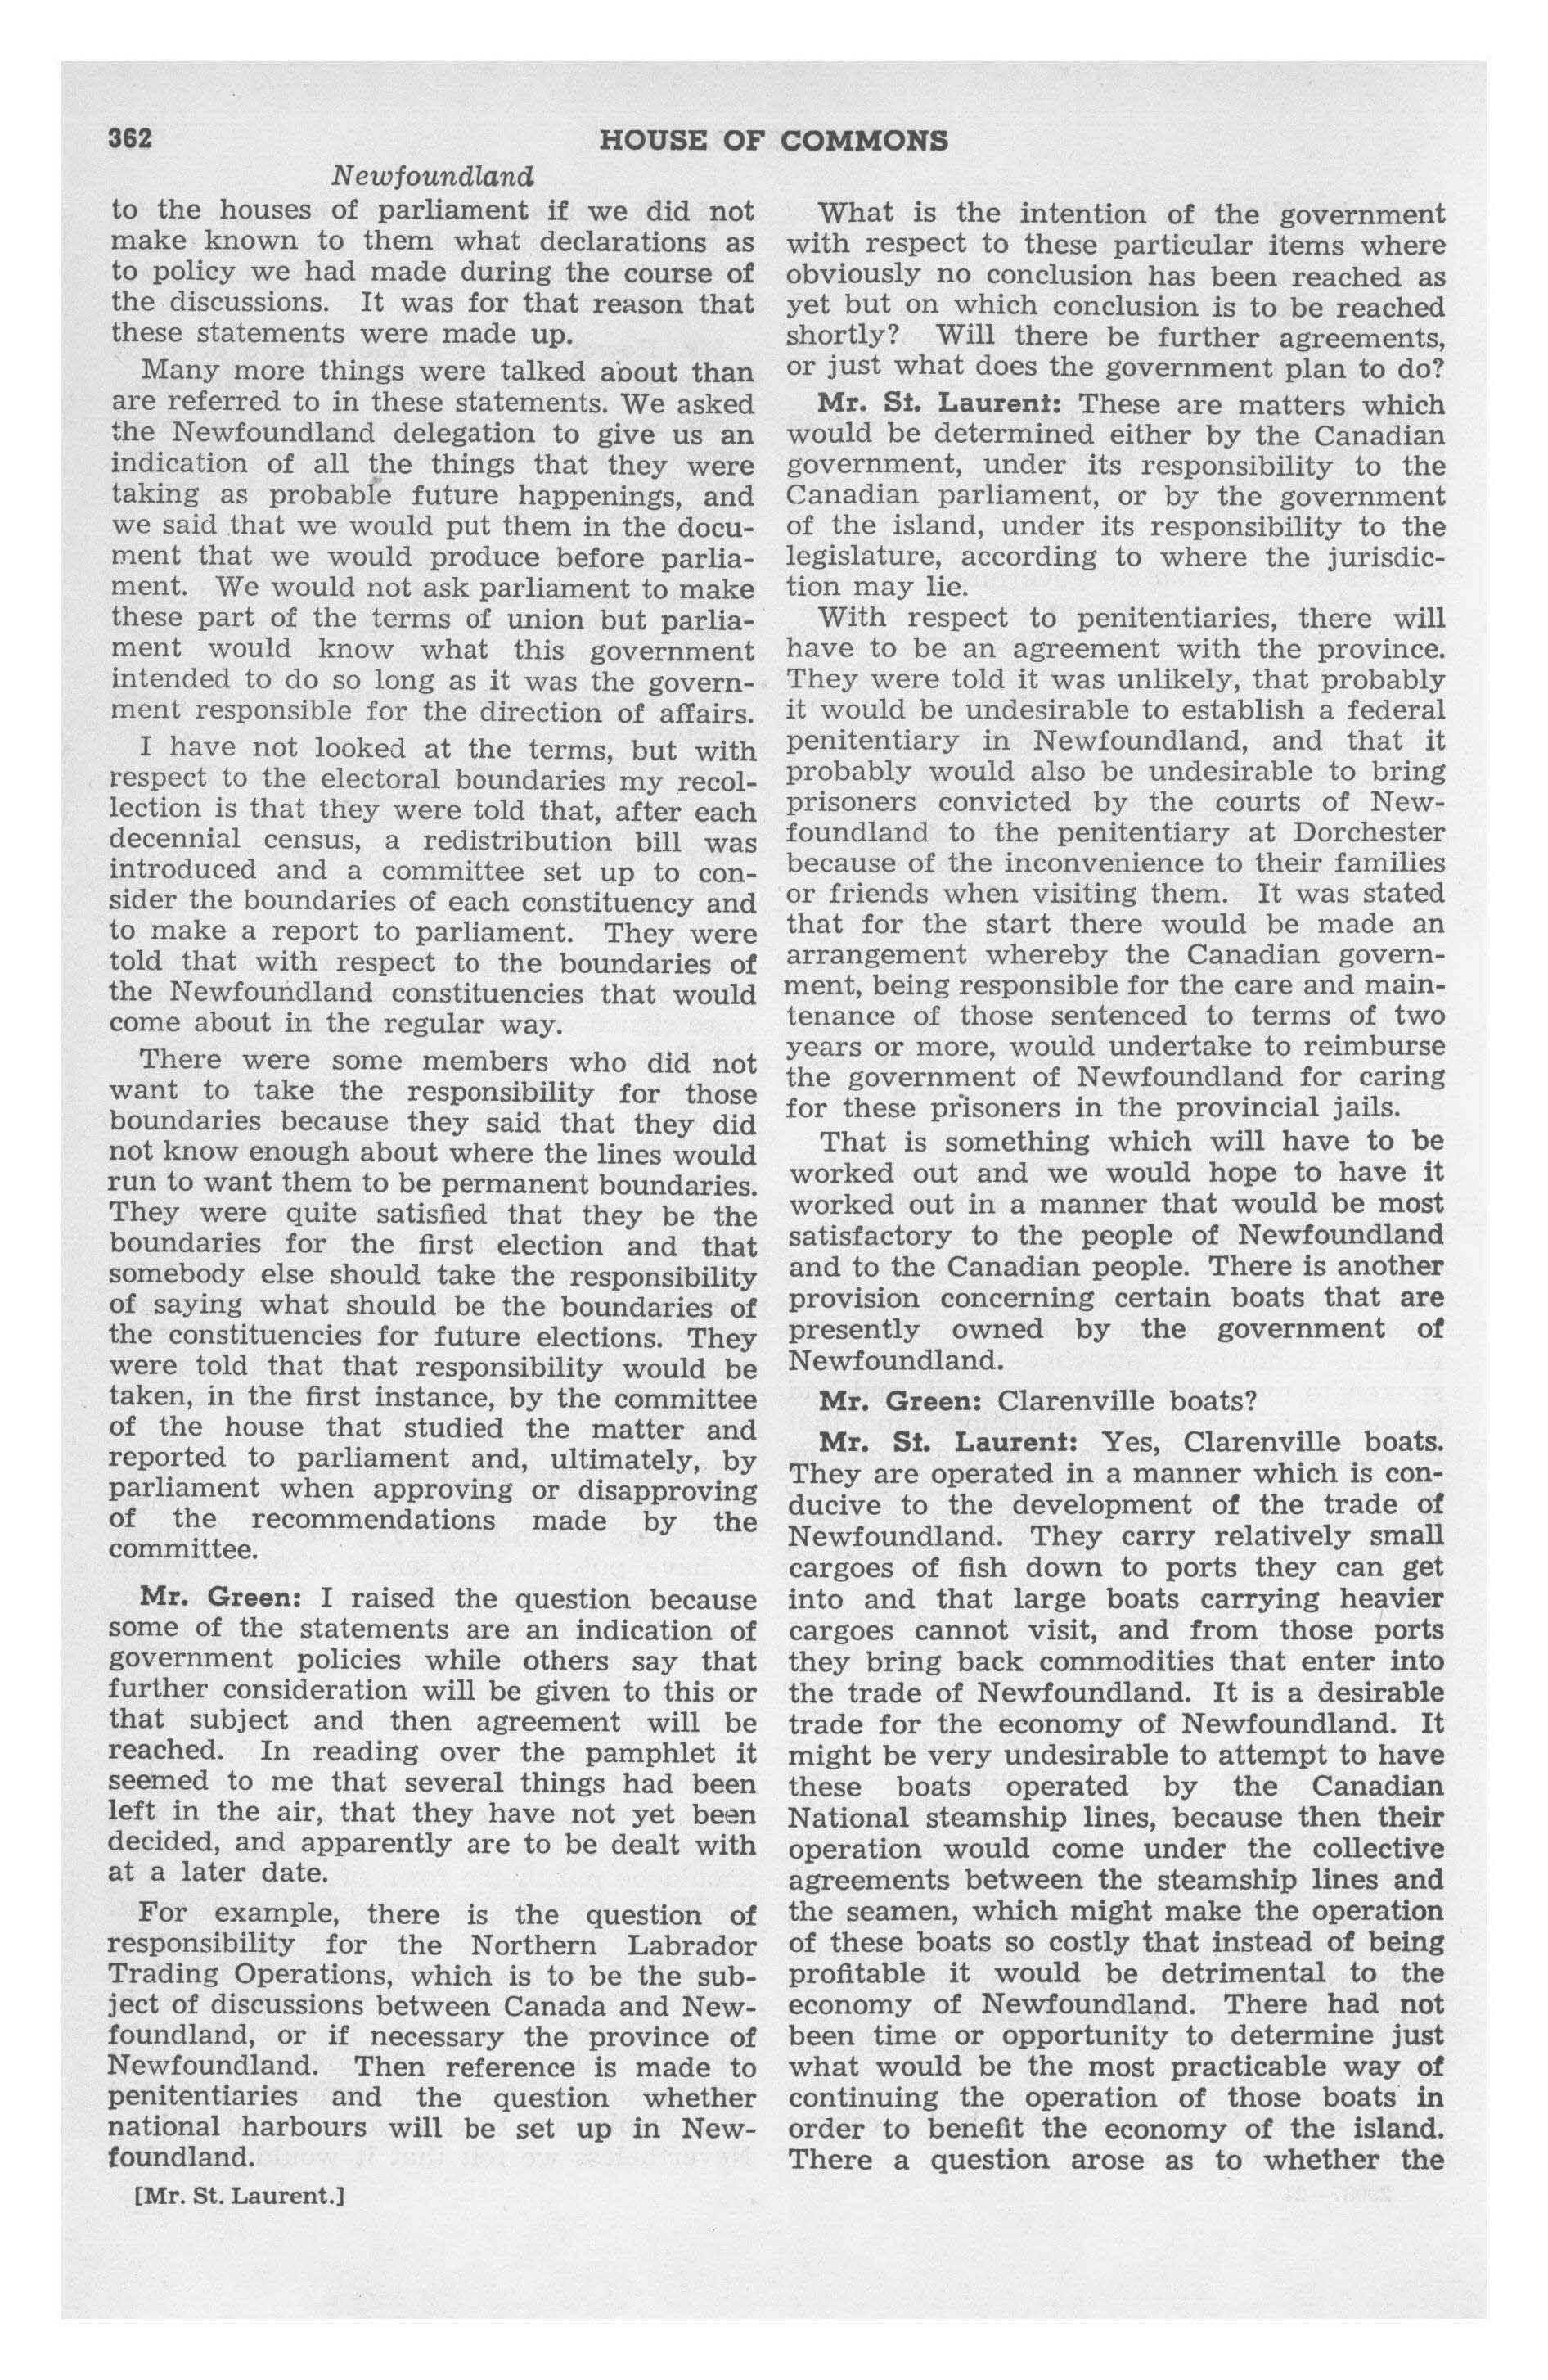 362
HOUSE OF COMMONS
Newfoundland
to the houses of parliament if we did not
make known to them what declarations as
to policy we had made during the course of
the discussions. It was for that reason that
these statements were made up.
Many more things were talked about than
are referred to in these statements. We asked
the Newfoundland delegation to give us an
indication of all the things that they were
taking as probable future happenings, and
we said that we would put them in the docu-
ment that we would produce before parlia-
ment. We would not ask parliament to make
these part of the terms of union but parlia-
ment would know what this government
intended to do so long as it was the govern-
ment responsible for the direction of affairs.
I have not looked at the terms, but with
respect to the electoral boundaries my recol-
lection is that they were told that, after each
decennial census, a redistribution bill was
introduced and a committee set up to con-
sider the boundaries of each constituency and
to make a report to parliament. They were
told that with respect to the boundaries of
the Newfoundland constituencies that would
come about in the regular way.
There were some members who did not
want to take the responsibility for those
boundaries because they said that they did
not know enough about where the lines would
run to want them to be permanent boundaries.
They were quite satisfied that they be the
boundaries for the first election and that
somebody else should take the responsibility
of saying what should be the boundaries of
the constituencies for future elections. They
were told that that responsibility would be
taken, in the first instance, by the committee
of the house that studied the matter and
reported to parliament and, ultimately, by
parliament when approving or disapproving
of the recommendations made by the
committee.
Mr. Green: I raised the question because
some of the statements are an indication of
government policies while others say that
further consideration will be given to this or
that subject and then agreement will be
reached. In reading over the pamphlet it
seemed to me that several things had been
left in the air, that they have not yet been
decided, and apparently are to be dealt with
at a later date.
For example, there is the question of
responsibility for the Northern Labrador
Trading Operations, which is to be the sub-
ject of discussions between Canada and New-
foundland, or if necessary the province of
Newfoundland. Then reference is made to
penitentiaries and the question whether
national harbours will be set up in New-
foundland.
[Mr. St. Laurent.]
What is the intention of the government
with respect to these particular items where
obviously no conclusion has been reached as
yet but on which conclusion is to be reached
shortly? Will there be further agreements,
or just what does the government plan to do?
Mr. St. Laurent: These are matters which
would be determined either by the Canadian
government, under its responsibility to the
Canadian parliament, or by the government
of the island, under its responsibility to the
legislature, according to where the jurisdic-
tion may lie.
With respect to penitentiaries, there will
have to be an agreement with the province.
They were told it was unlikely, that probably
it would be undesirable to establish a federal
penitentiary in Newfoundland, and that it
probably would also be undesirable to bring
prisoners convicted by the courts of New-
foundland to the penitentiary at Dorchester
because of the inconvenience to their families
or friends when visiting them. It was stated
that for the start there would be made an
arrangement whereby the Canadian govern-
ment, being responsible for the care and main-
tenance of those sentenced to terms of two
years or more, would undertake to reimburse
the government of Newfoundland for caring
for these prisoners in the provincial jails.
That is something which will have to be
worked out and we would hope to have it
worked out in a manner that would be most
satisfactory to the people of Newfoundland
and to the Canadian people. There is another
provision concerning certain boats that are
presently owned by the government of
Newfoundland.
Mr. Green: Clarenville boats?
Mr. St. Laurent: Yes, Clarenville boats.
They are operated in a manner which is con-
ducive to the development of the trade of
Newfoundland. They carry relatively small
cargoes of fish down to ports they can get
into and that large boats carrying heavier
cargoes cannot visit, and from those ports
they bring back commodities that enter into
the trade of Newfoundland. It is a desirable
trade for the economy of Newfoundland. It
might be very undesirable to attempt to have
these boats operated by the Canadian
National steamship lines, because then their
operation would come under the collective
agreements between the steamship lines and
the seamen, which might make the operation
of these boats so costly that instead of being
profitable it would be detrimental to the
economy of Newfoundland. There had not
been time or opportunity to determine just
what would be the most practicable way of
continuing the operation of those boats in
order to benefit the economy of the island.
There a question arose as to whether the